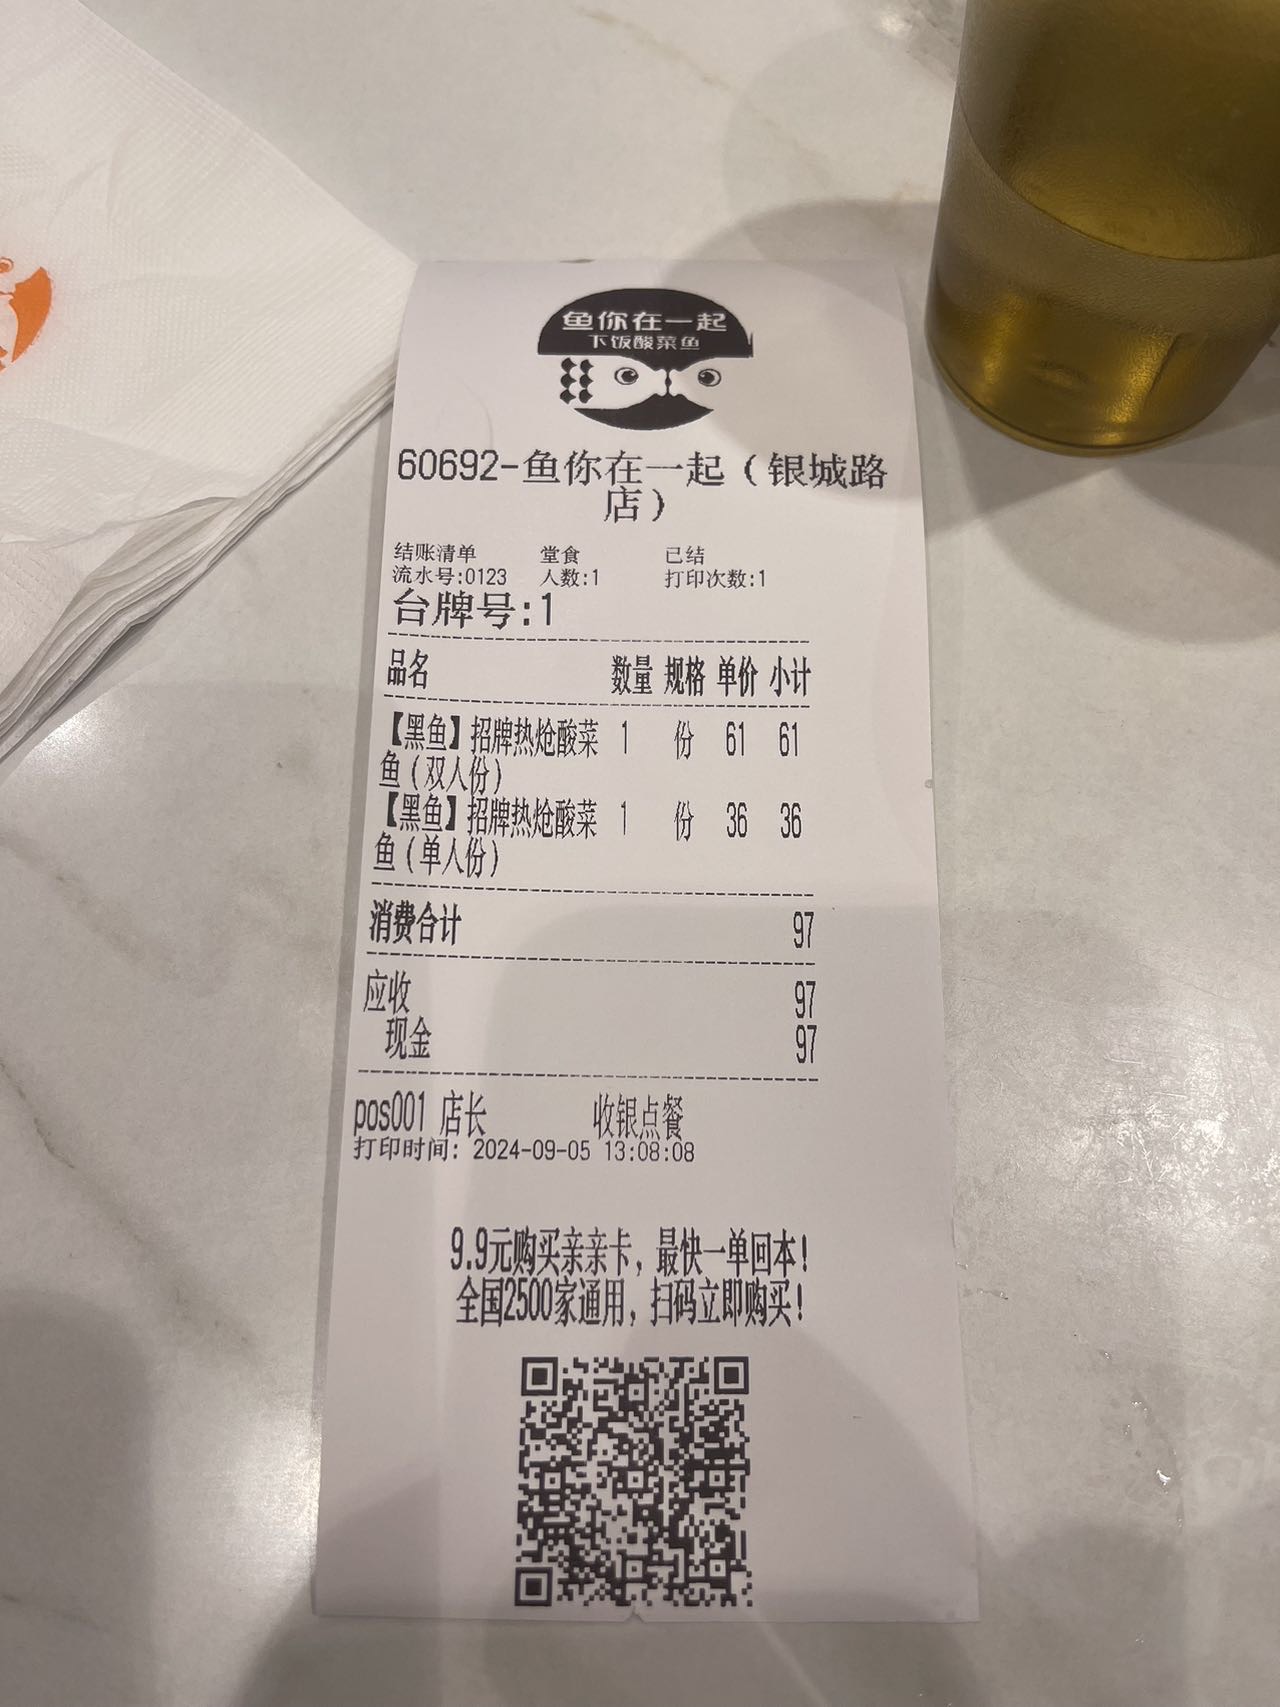 鱼你在一起
下饭酸菜鱼
60692-鱼你在一起（银城路
店）
结账清单 堂食 已结
流水号:0123 人数:1 打印次数:1
台牌号:1
品名 数量 规格 单价 小计
【黑鱼】招牌热炝酸菜 1 份 61 61
鱼(双人份)
【黑鱼】招牌热炝酸菜 1 份 36 36
鱼(单人份)
消费合计 97
应收 97
现金 97
pos001 店长 收银点餐
打印时间: 2024-09-05 13:08:08
9.9元购买亲亲卡，最快一单回本！
全国2500家通用，扫码立即购买！